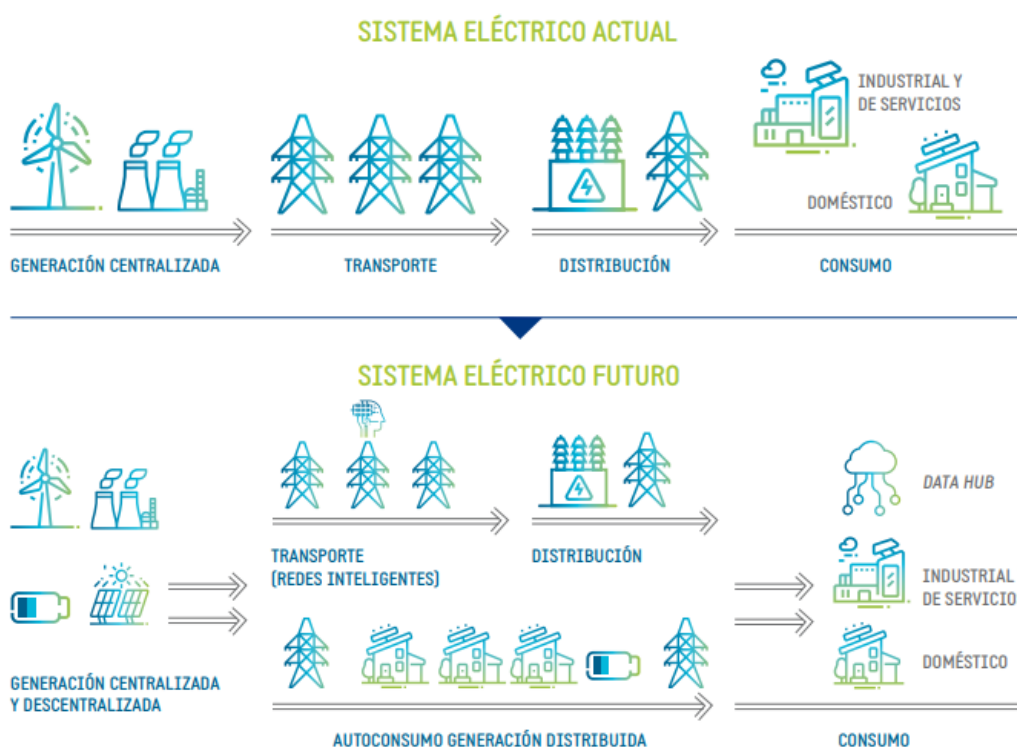 SISTEMA ELÉCTRICO ACTUAL
INDUSTRIAL Y
DE SERVICIOS
DOMÉSTICO
GENERACIÓN CENTRALIZADA
TRANSPORTE
DISTRIBUCIÓN
CONSUMO
SISTEMA ELÉCTRICO FUTURO
DATA HUB
TRANSPORTE
(REDES INTELIGENTES)
DISTRIBUCIÓN
INDUSTRIAL
DE SERVICIO
DOMÉSTICO
GENERACIÓN CENTRALIZADA
Y DESCENTRALIZADA
AUTOCONSUMO GENERACIÓN DISTRIBUIDA
CONSUMO